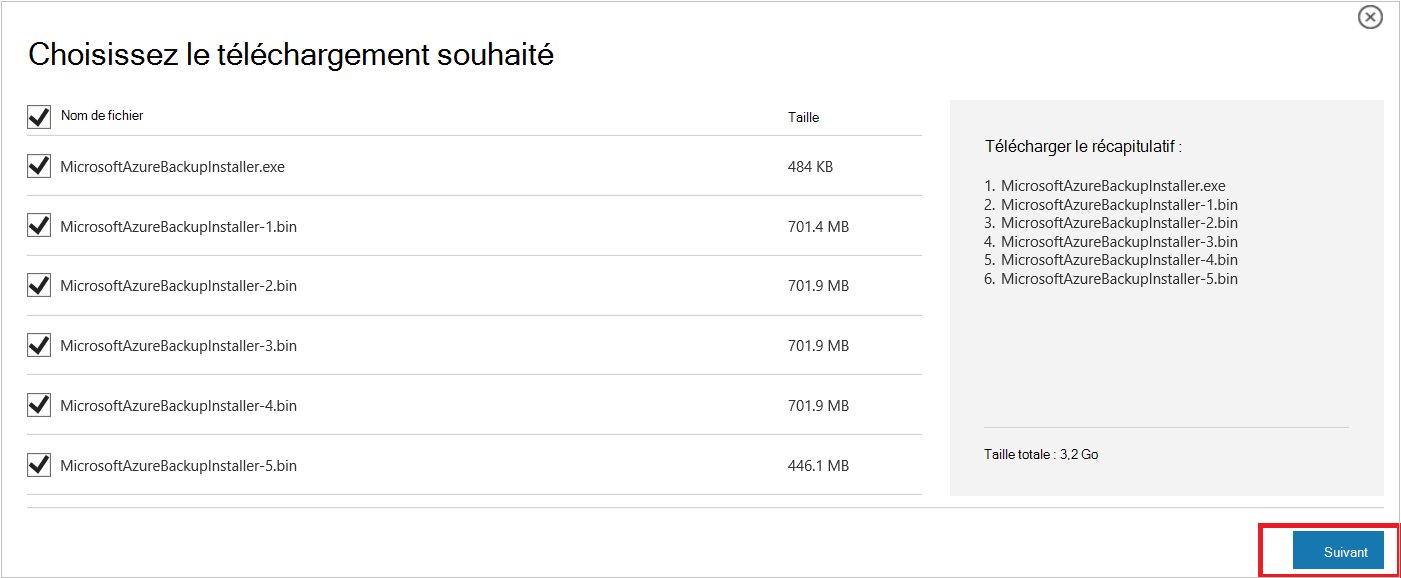 Choisissez le téléchargement souhaité
Nom de fichier Taille
MicrosoftAzureBackupInstaller.exe 484 KB
MicrosoftAzureBackupInstaller-1.bin 701.4 MB
MicrosoftAzureBackupInstaller-2.bin 701.9 MB
MicrosoftAzureBackupInstaller-3.bin 701.9 MB
MicrosoftAzureBackupInstaller-4.bin 701.9 MB
MicrosoftAzureBackupInstaller-5.bin 446.1 MB
Télécharger le récapitulatif :
1. MicrosoftAzureBackupInstaller.exe
2. MicrosoftAzureBackupInstaller-1.bin
3. MicrosoftAzureBackupInstaller-2.bin
4. MicrosoftAzureBackupInstaller-3.bin
5. MicrosoftAzureBackupInstaller-4.bin
6. MicrosoftAzureBackupInstaller-5.bin
Taille totale : 3,2 Go
Suivant